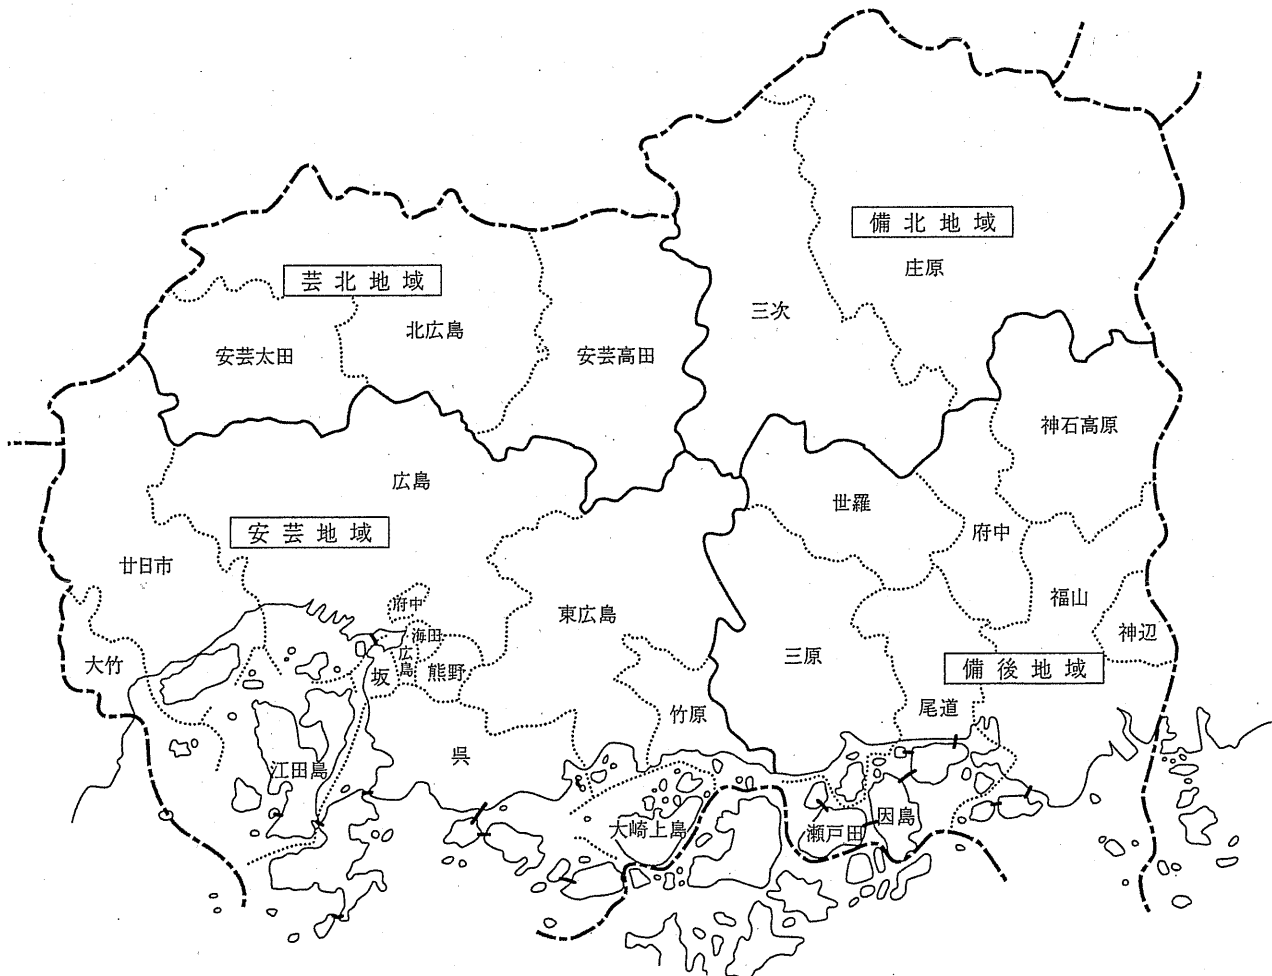 備北地域
庄原
芸北地域
三次
北広島
安芸太田
安芸高田
神石高原
広島
世羅
安芸地域
府中
廿日市
福山
府中
東広島
海田
神辺
広島
三原
大竹
坂
熊野
備後地域
竹原
尾道
呉
江田島
大崎上島
瀬戸田
因島